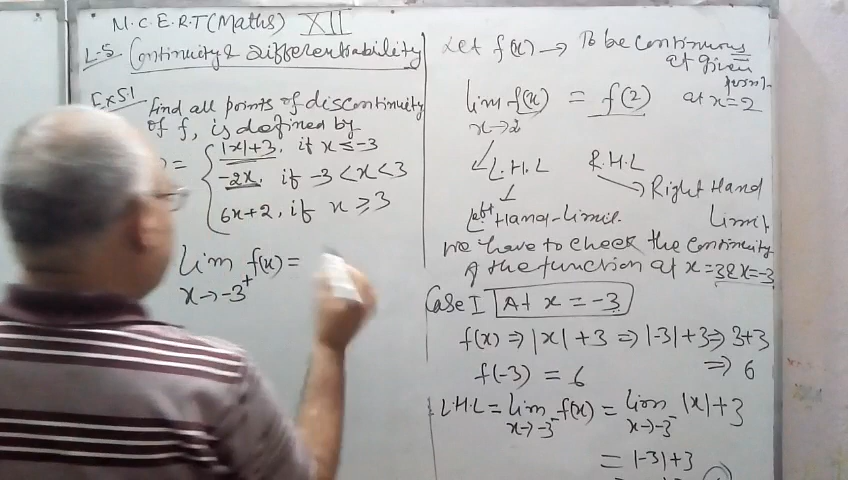 N.C.E.R.T (Maths) XII
L-5. Continuity & Differentiability
Ex 5.1 Find all points of discontinuity
of f, is defined by
= { |x|+3, if x ≤ -3
-2x, if -3 < x < 3
6x+2, if x ≥ 3
lim f(x) =
x→-3⁺
Let f(x) → To be continuous
at given
point
lim f(x) = f(2) at x=2
x→2
L.H.L R.H.L
→ Right Hand
Left Hand-Limit. Limit
We have to check the continuity
of the function at x=3 & x=-3
Case I At x = -3
f(x) ⇒ |x|+3 ⇒ |-3|+3 ⇒ 3+3
f(-3) = 6 ⇒ 6
L.H.L = lim f(x) = lim |x|+3
x→-3⁻ x→-3⁻
= |-3|+3